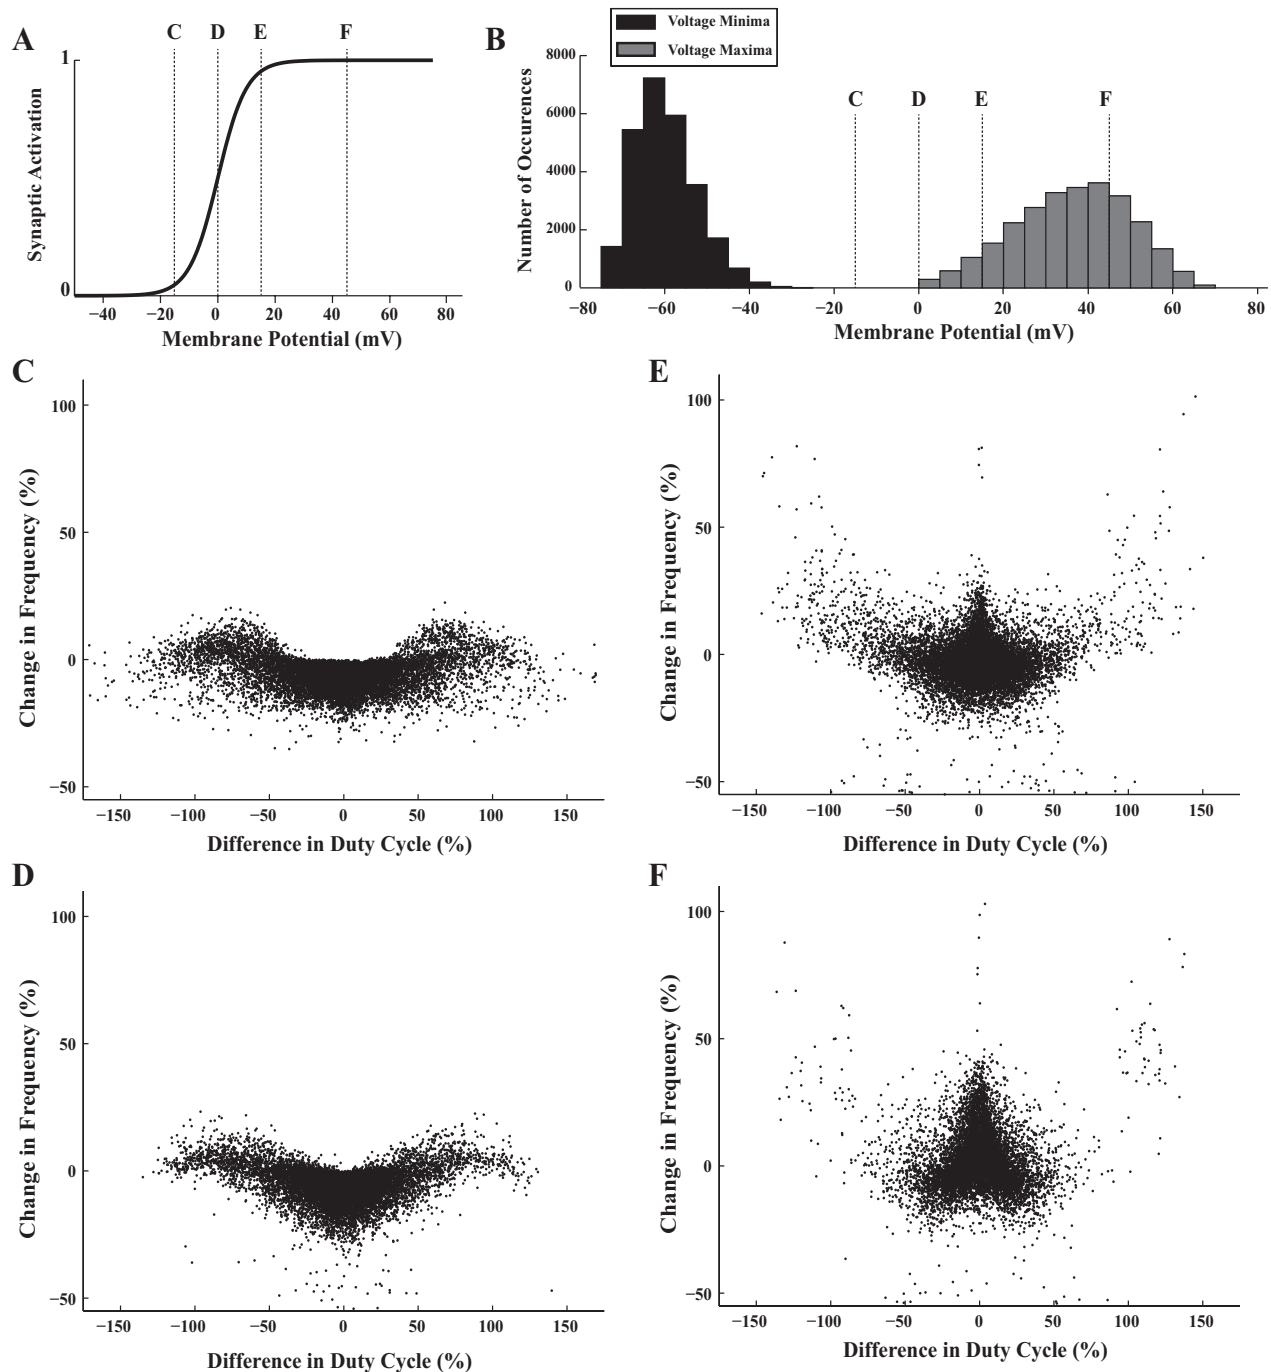 A
C D E F
1
0
Synaptic Activation
−40 −20 0 20 40 60 80
Membrane Potential (mV)
B
Voltage Minima
Voltage Maxima
8000
6000
4000
2000
0
Number of Occurences
C D E F
−80 −60 −40 −20 0 20 40 60 80
Membrane Potential (mV)
C
100
50
0
−50
Change in Frequency (%)
−150 −100 −50 0 50 100 150
Difference in Duty Cycle (%)
E
100
50
0
−50
Change in Frequency (%)
−150 −100 −50 0 50 100 150
Difference in Duty Cycle (%)
D
100
50
0
−50
Change in Frequency (%)
−150 −100 −50 0 50 100 150
Difference in Duty Cycle (%)
F
100
50
0
−50
Change in Frequency (%)
−150 −100 −50 0 50 100 150
Difference in Duty Cycle (%)